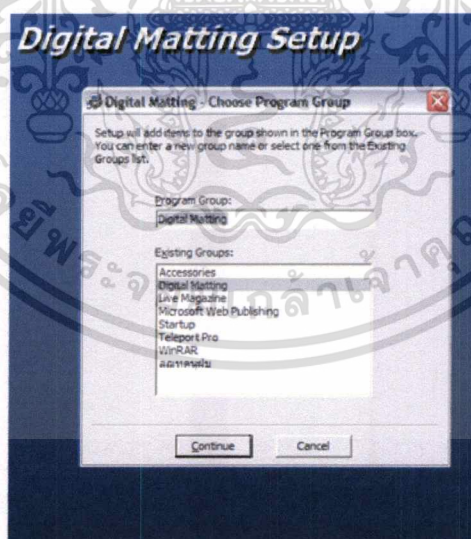 Digital Matting Setup
Digital Matting - Choose Program Group
Setup will add items to the group shown in the Program Group box.
You can enter a new group name or select one from the Existing
Groups list.
Program Group:
Digital Matting
Existing Groups:
Accessories
Digital Matting
Live Magazine
Microsoft Web Publishing
Startup
Teleport Pro
WinRAR
Continue
Cancel